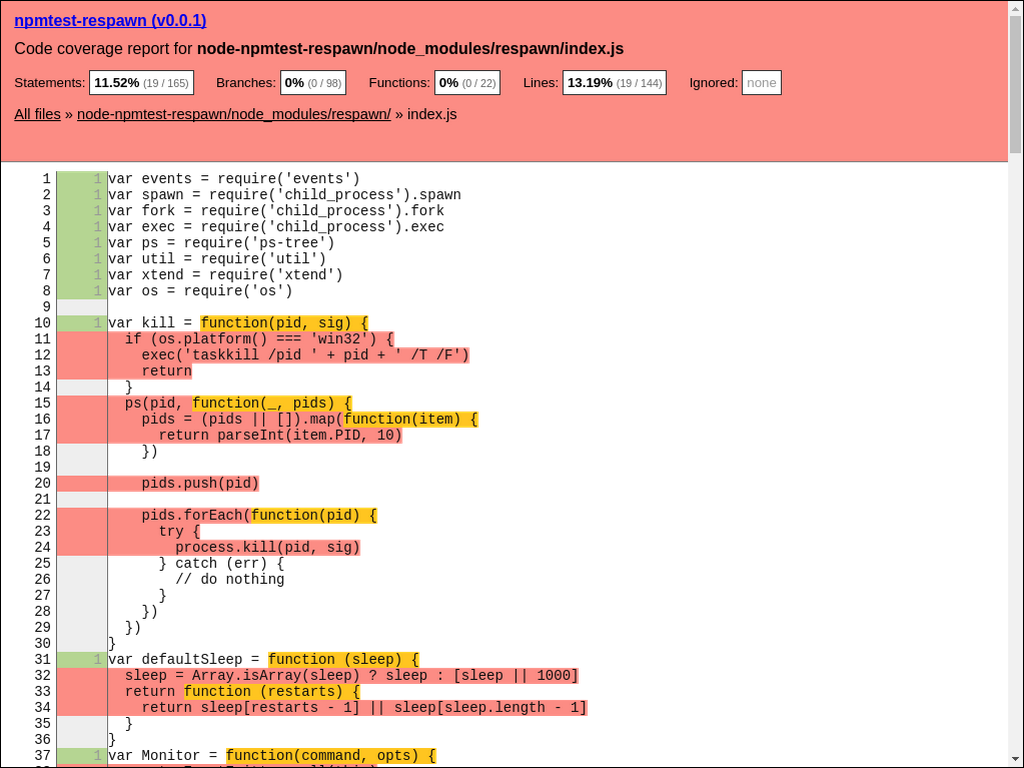 npmtest-respawn (v0.0.1)
Code coverage report for node-npmtest-respawn/node_modules/respawn/index.js
Statements: 11.52% (19 / 165) Branches: 0% (0 / 98) Functions: 0% (0 / 22) Lines: 13.19% (19 / 144) Ignored: none
All files » node-npmtest-respawn/node_modules/respawn/ » index.js
1 1 var events = require('events')
2 1 var spawn = require('child_process').spawn
3 1 var fork = require('child_process').fork
4 1 var exec = require('child_process').exec
5 1 var ps = require('ps-tree')
6 1 var util = require('util')
7 1 var xtend = require('xtend')
8 1 var os = require('os')
9
10 1 var kill = function(pid, sig) {
11   if (os.platform() === 'win32') {
12     exec('taskkill /pid ' + pid + ' /T /F')
13     return
14   }
15   ps(pid, function(_, pids) {
16     pids = (pids || []).map(function(item) {
17       return parseInt(item.PID, 10)
18     })
19
20     pids.push(pid)
21
22     pids.forEach(function(pid) {
23       try {
24         process.kill(pid, sig)
25       } catch (err) {
26         // do nothing
27       }
28     })
29   })
30 }
31 1 var defaultSleep = function (sleep) {
32   sleep = Array.isArray(sleep) ? sleep : [sleep || 1000]
33   return function (restarts) {
34     return sleep[restarts - 1] || sleep[sleep.length - 1]
35   }
36 }
37 1 var Monitor = function(command, opts) {